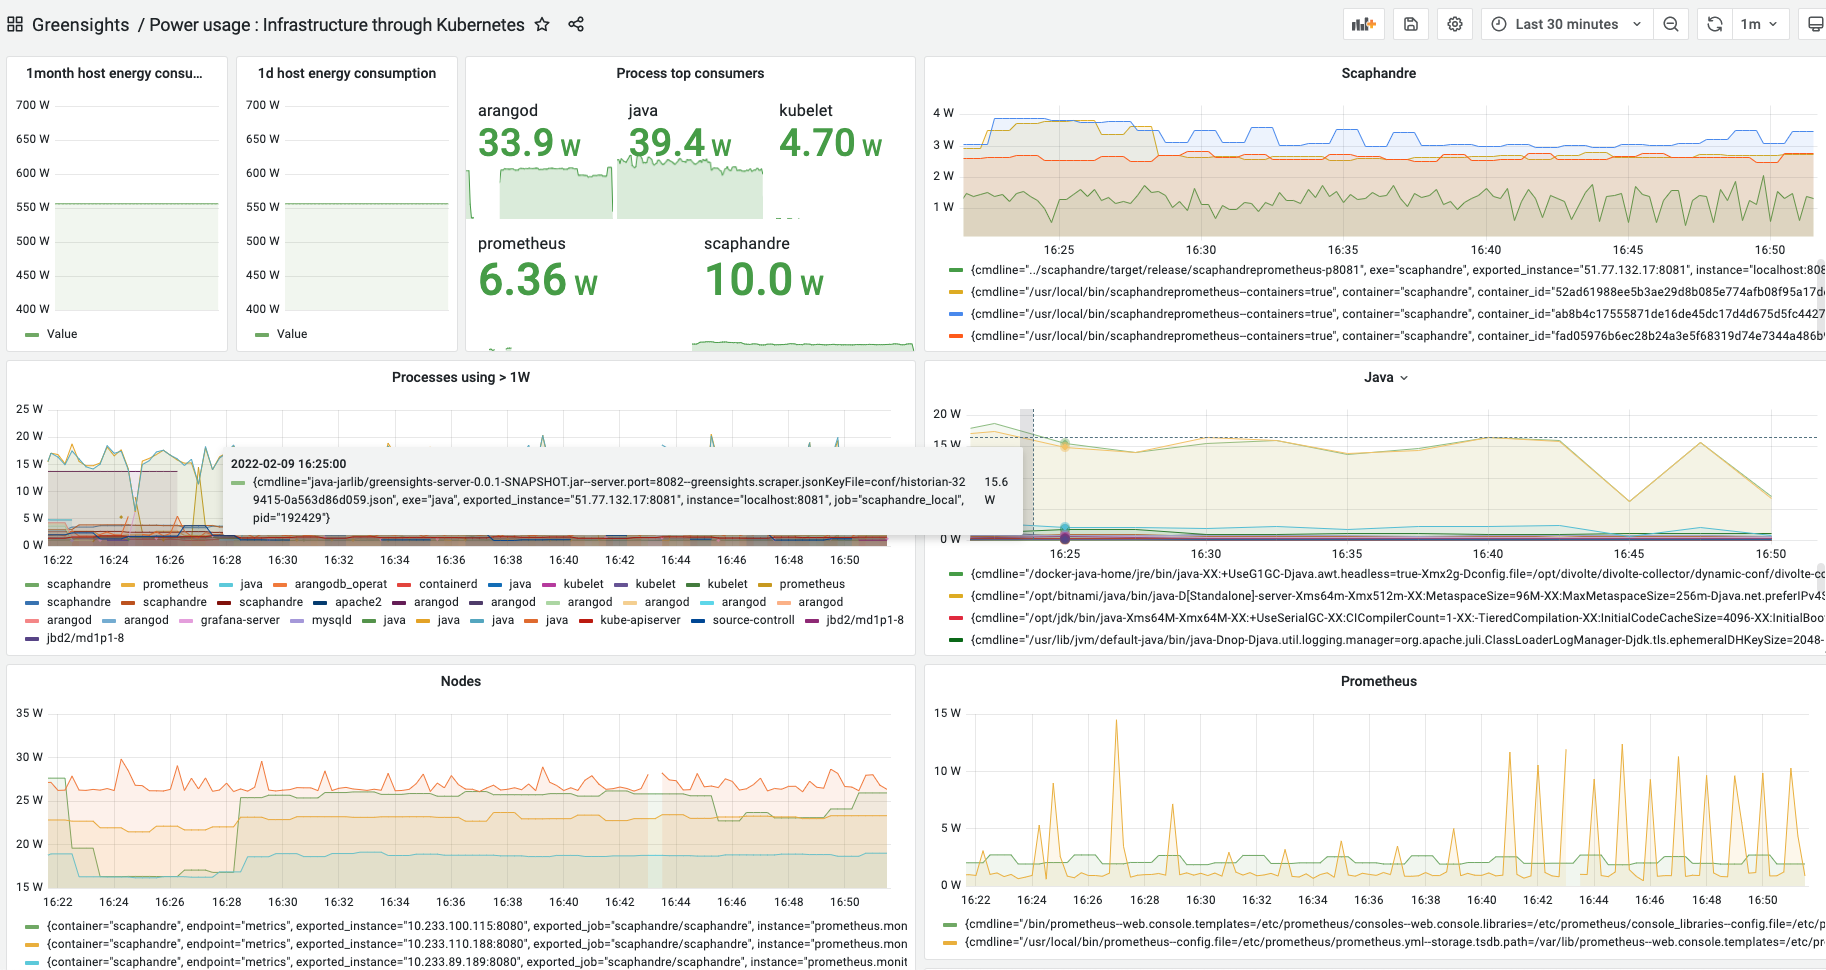 Greensights / Power usage : Infrastructure through Kubernetes
Last 30 minutes
1m
1month host energy consu...
700 W
650 W
600 W
550 W
500 W
450 W
400 W
Value
1d host energy consumption
700 W
650 W
600 W
550 W
500 W
450 W
400 W
Value
Process top consumers
arangod
33.9 W
java
39.4 W
kubelet
4.70 W
prometheus
6.36 W
scaphandre
10.0 W
Scaphandre
4 W
3 W
2 W
1 W
16:25 16:30 16:35 16:40 16:45 16:50
{cmdline="../scaphandre/target/release/scaphandreprometheus-p8081", exe="scaphandre", exported_instance="51.77.132.17:8081", instance="localhost:808
{cmdline="/usr/local/bin/scaphandreprometheus--containers=true", container="scaphandre", container_id="52ad61988ee5b3ae29d8b085e774afb08f95a17d
{cmdline="/usr/local/bin/scaphandreprometheus--containers=true", container="scaphandre", container_id="ab8b4c17555871de16de45dc17d4d675d5fc4427
{cmdline="/usr/local/bin/scaphandreprometheus--containers=true", container="scaphandre", container_id="fad05976b6ec28b24a3e5f68319d74e7344a486b
Processes using > 1W
25 W
20 W
15 W
10 W
5 W
0 W
16:22 16:24 16:26 16:28 16:30 16:32 16:34 16:36 16:38 16:40 16:42 16:44 16:46 16:48 16:50
scaphandre prometheus java arangodb_operat containerd java kubelet kubelet kubelet prometheus
scaphandre scaphandre scaphandre apache2 arangod arangod arangod arangod arangod arangod
arangod arangod grafana-server mysqld java java java java kube-apiserver source-controll jbd2/md1p1-8
jbd2/md1p1-8
2022-02-09 16:25:00
{cmdline="java-jarlib/greensights-server-0.0.1-SNAPSHOT.jar--server.port=8082--greensights.scraper.jsonKeyFile=conf/historian-32 15.6
9415-0a563d86d059.json", exe="java", exported_instance="51.77.132.17:8081", instance="localhost:8081", job="scaphandre_local", W
pid="192429"}
Java
20 W
15 W
0 W
16:25 16:30 16:35 16:40 16:45 16:50
{cmdline="/docker-java-home/jre/bin/java-XX:+UseG1GC-Djava.awt.headless=true-Xmx2g-Dconfig.file=/opt/divolte/divolte-collector/dynamic-conf/divolte-cc
{cmdline="/opt/bitnami/java/bin/java-D[Standalone]-server-Xms64m-Xmx512m-XX:MetaspaceSize=96M-XX:MaxMetaspaceSize=256m-Djava.net.preferIPv4S
{cmdline="/opt/jdk/bin/java-Xms64M-Xmx64M-XX:+UseSerialGC-XX:CICompilerCount=1-XX:-TieredCompilation-XX:InitialCodeCacheSize=4096-XX:InitialBoo
{cmdline="/usr/lib/jvm/default-java/bin/java-Dnop-Djava.util.logging.manager=org.apache.juli.ClassLoaderLogManager-Djdk.tls.ephemeralDHKeySize=2048-
Nodes
35 W
30 W
25 W
20 W
15 W
16:22 16:24 16:26 16:28 16:30 16:32 16:34 16:36 16:38 16:40 16:42 16:44 16:46 16:48 16:50
{container="scaphandre", endpoint="metrics", exported_instance="10.233.100.115:8080", exported_job="scaphandre/scaphandre", instance="prometheus.mon
{container="scaphandre", endpoint="metrics", exported_instance="10.233.110.188:8080", exported_job="scaphandre/scaphandre", instance="prometheus.mon
{container="scaphandre", endpoint="metrics", exported_instance="10.233.89.189:8080", exported_job="scaphandre/scaphandre", instance="prometheus.monit
Prometheus
15 W
10 W
5 W
0 W
16:22 16:24 16:26 16:28 16:30 16:32 16:34 16:36 16:38 16:40 16:42 16:44 16:46 16:48 16:50
{cmdline="/bin/prometheus--web.console.templates=/etc/prometheus/consoles--web.console.libraries=/etc/prometheus/console_libraries--config.file=/etc/p
{cmdline="/usr/local/bin/prometheus--config.file=/etc/prometheus/prometheus.yml--storage.tsdb.path=/var/lib/prometheus--web.console.templates=/etc/pr